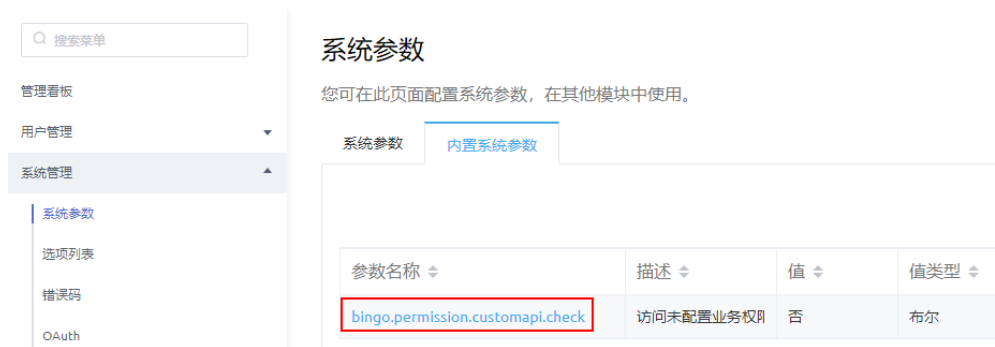 搜索菜单
管理看板
用户管理
系统管理
系统参数
选项列表
错误码
OAuth
系统参数
您可在此页面配置系统参数，在其他模块中使用。
系统参数 内置系统参数
参数名称 描述 值 值类型
bingo.permission.customapi.check 访问未配置业务权限 否 布尔